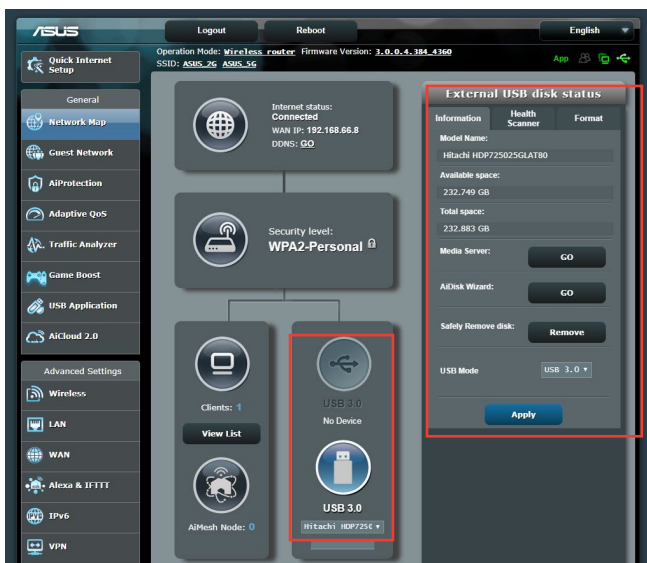 ASUS
Logout
Reboot
English
Operation Mode: Wireless router Firmware Version: 3.0.0.4.384_4360
SSID: ASUS_2G ASUS_5G
App
Quick Internet
Setup
General
Network Map
Guest Network
AiProtection
Adaptive QoS
Traffic Analyzer
Game Boost
USB Application
AiCloud 2.0
Advanced Settings
Wireless
LAN
WAN
Alexa & IFTTT
IPv6
VPN
Internet status:
Connected
WAN IP: 192.168.66.8
DDNS: GO
Security level:
WPA2-Personal
Clients: 1
View List
AiMesh Node: 0
USB 3.0
No Device
USB 3.0
Hitachi HDP725C
External USB disk status
Information
Health
Scanner
Format
Model Name:
Hitachi HDP725025GLAT80
Available space:
232.749 GB
Total space:
232.883 GB
Media Server:
GO
AiDisk Wizard:
GO
Safely Remove disk:
Remove
USB Mode
USB 3.0
Apply